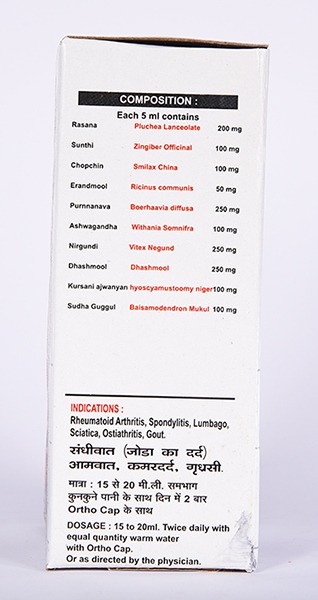 COMPOSITION :
Each 5 ml contains
Rasana Pluchea Lanceolate 200 mg
Sunthi Zingiber Officinal 100 mg
Chopchin Smilax China 100 mg
Erandmool Ricinus communis 50 mg
Purnnanava Boerhaavia diffusa 250 mg
Ashwagandha Withania Somnifra 100 mg
Nirgundi Vitex Negund 250 mg
Dhashmool Dhashmool 250 mg
Kursani ajwanyan hyoscyamustoomy niger 100 mg
Sudha Guggul Baisamodendron Mukul 100 mg
INDICATIONS :
Rheumatoid Arthritis, Spondylitis, Lumbago,
Sciatica, Ostiathritis, Gout.
संधीवात (जोडा का दर्द)
आमवात, कमरदर्द, गृध्रसी.
मात्रा : 15 से 20 मी.ली. समभाग
कुनकुने पानी के साथ दिन में 2 बार
Ortho Cap के साथ
DOSAGE : 15 to 20ml. Twice daily with
equal quantity warm water
with Ortho Cap.
Or as directed by the physician.